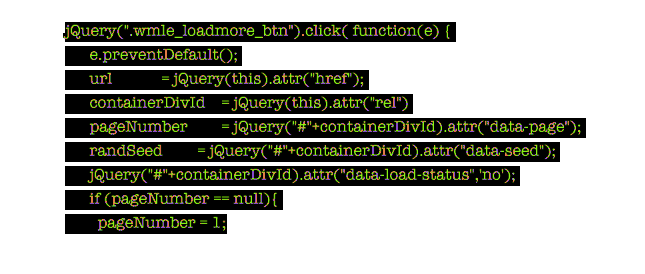 jQuery(".wmle_loadmore_btn").click( function(e) {
e.preventDefault();
url = jQuery(this).attr("href");
containerDivId = jQuery(this).attr("rel")
pageNumber = jQuery("#"+containerDivId).attr("data-page");
randSeed = jQuery("#"+containerDivId).attr("data-seed");
jQuery("#"+containerDivId).attr("data-load-status",'no');
if (pageNumber == null){
pageNumber = 1;